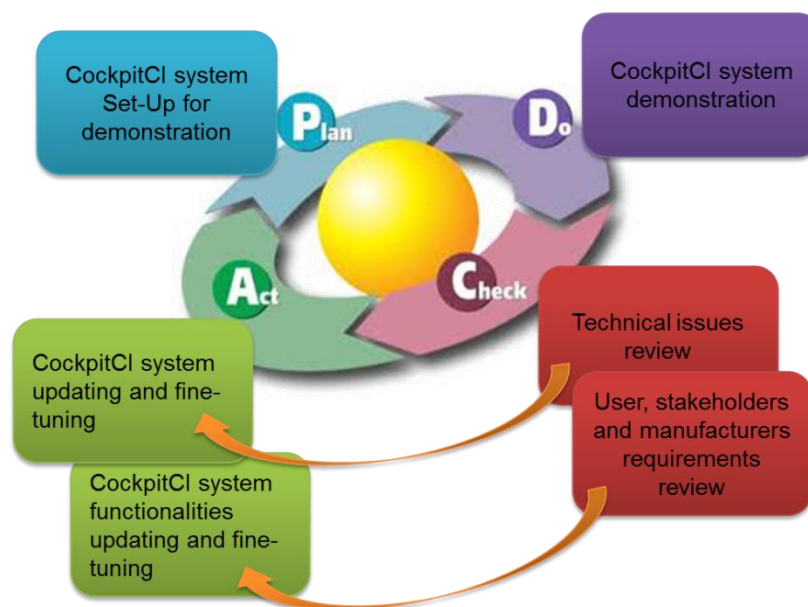 CockpitCI system
Set-Up for
demonstration
CockpitCI system
demonstration
Plan
Do
Act
Check
Technical issues
review
User, stakeholders
and manufacturers
requirements
review
CockpitCI system
updating and fine-
tuning
CockpitCI system
functionalities
updating and fine-
tuning